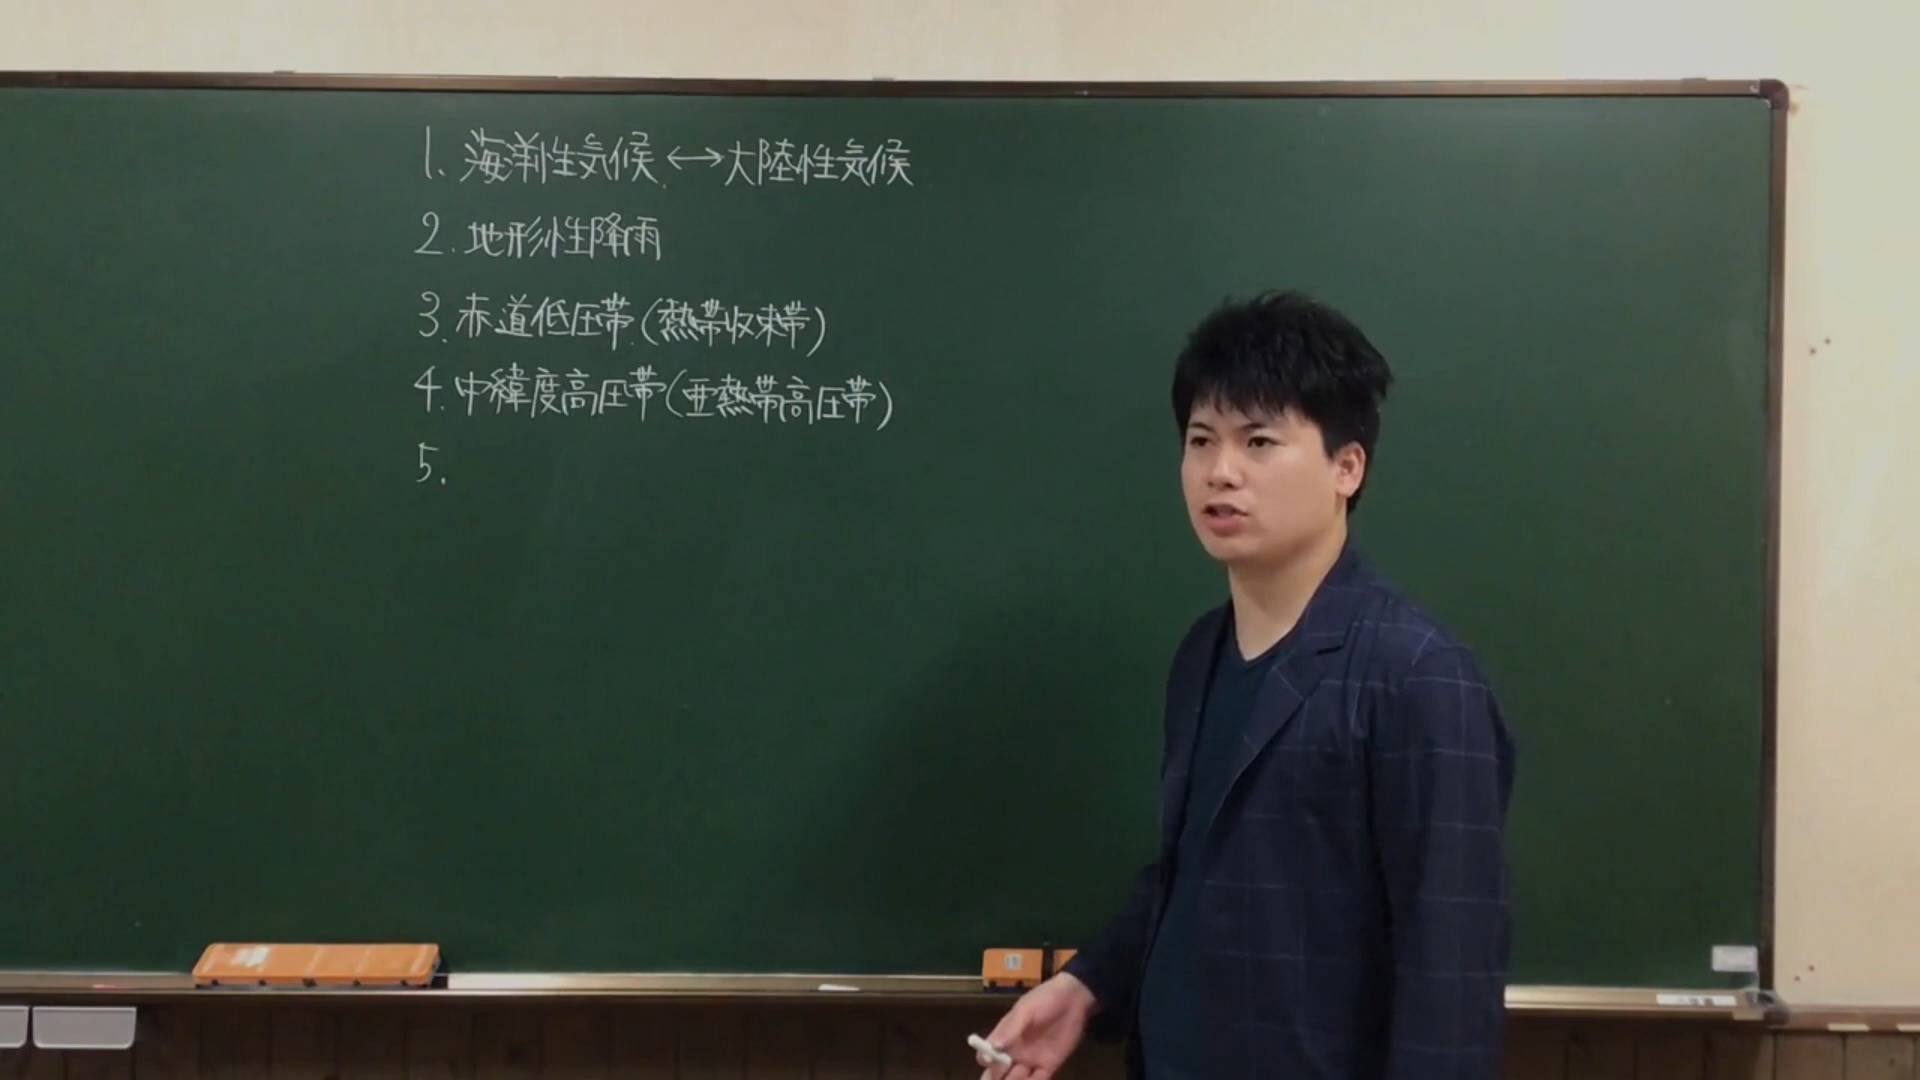 1. 海洋性気候 ↔ 大陸性気候
2. 地形性降雨
3. 赤道低圧帯 (熱帯収束帯)
4. 中緯度高圧帯 (亜熱帯高圧帯)
5.